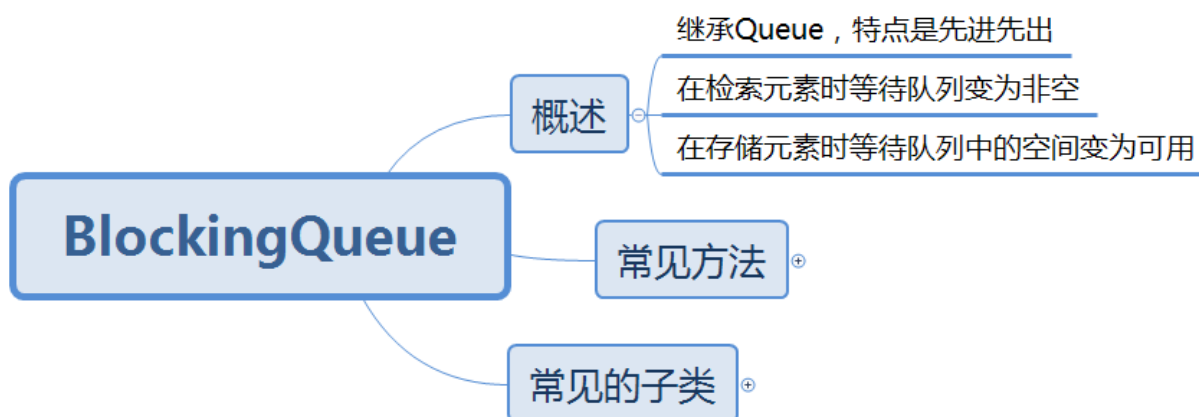 继承Queue，特点是先进先出
概述
在检索元素时等待队列变为非空
在存储元素时等待队列中的空间变为可用
BlockingQueue
常见方法
常见的子类